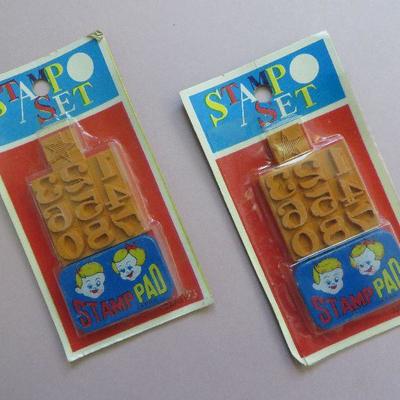 STAMP
A SET
3 2 1
6 5 4
0 8 7
STAMP PAD
STAMP
A SET
3 2 1
6 5 4
0 8 7
STAMP PAD